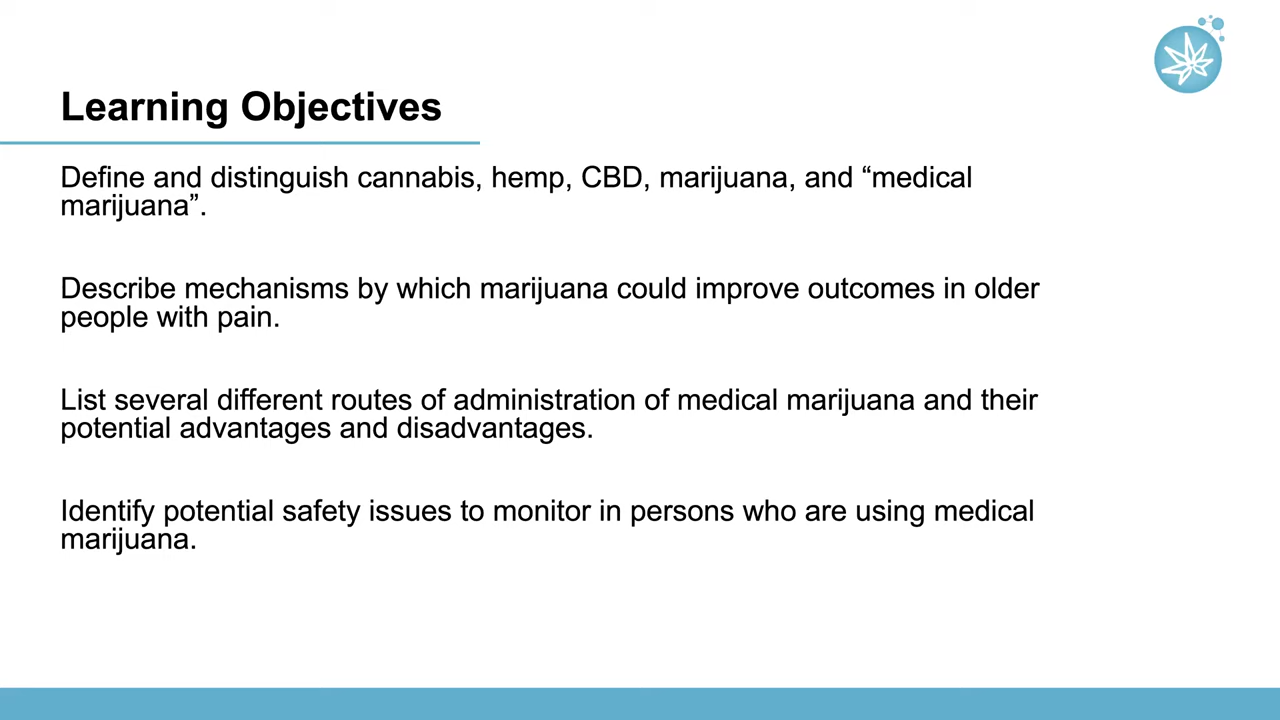 Learning Objectives
Define and distinguish cannabis, hemp, CBD, marijuana, and “medical
marijuana”.
Describe mechanisms by which marijuana could improve outcomes in older
people with pain.
List several different routes of administration of medical marijuana and their
potential advantages and disadvantages.
Identify potential safety issues to monitor in persons who are using medical
marijuana.